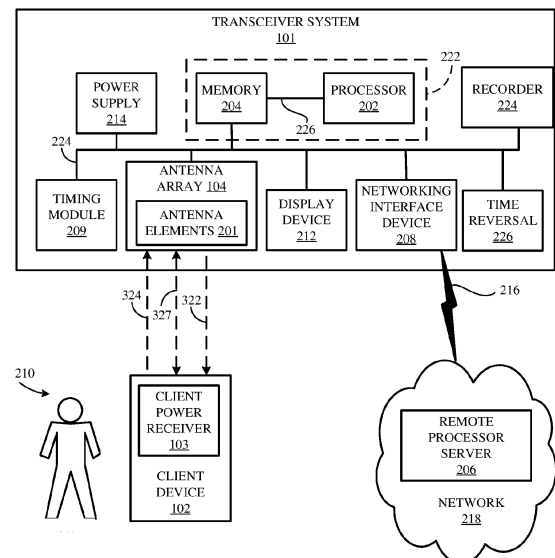 TRANSCEIVER SYSTEM
101
POWER
SUPPLY
214
MEMORY
204
226
PROCESSOR
202
222
RECORDER
224
224
TIMING
MODULE
209
ANTENNA
ARRAY 104
ANTENNA
ELEMENTS 201
DISPLAY
DEVICE
212
NETWORKING
INTERFACE
DEVICE
208
TIME
REVERSAL
226
324
327
322
216
210
CLIENT
POWER
RECEIVER
103
CLIENT
DEVICE
102
REMOTE
PROCESSOR
SERVER
206
NETWORK
218